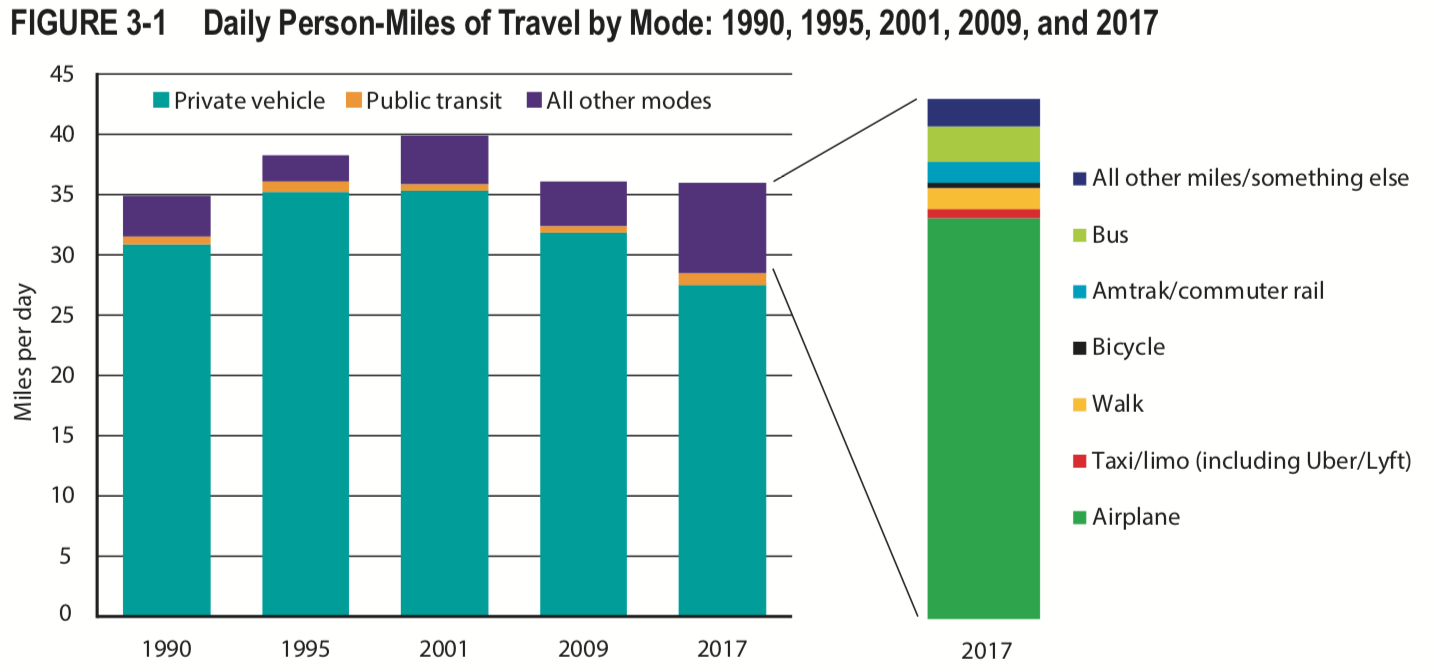 FIGURE 3-1 Daily Person-Miles of Travel by Mode: 1990, 1995, 2001, 2009, and 2017
Miles per day
45
40
35
30
25
20
15
10
5
0
Private vehicle Public transit All other modes
1990 1995 2001 2009 2017
2017
All other miles/something else
Bus
Amtrak/commuter rail
Bicycle
Walk
Taxi/limo (including Uber/Lyft)
Airplane